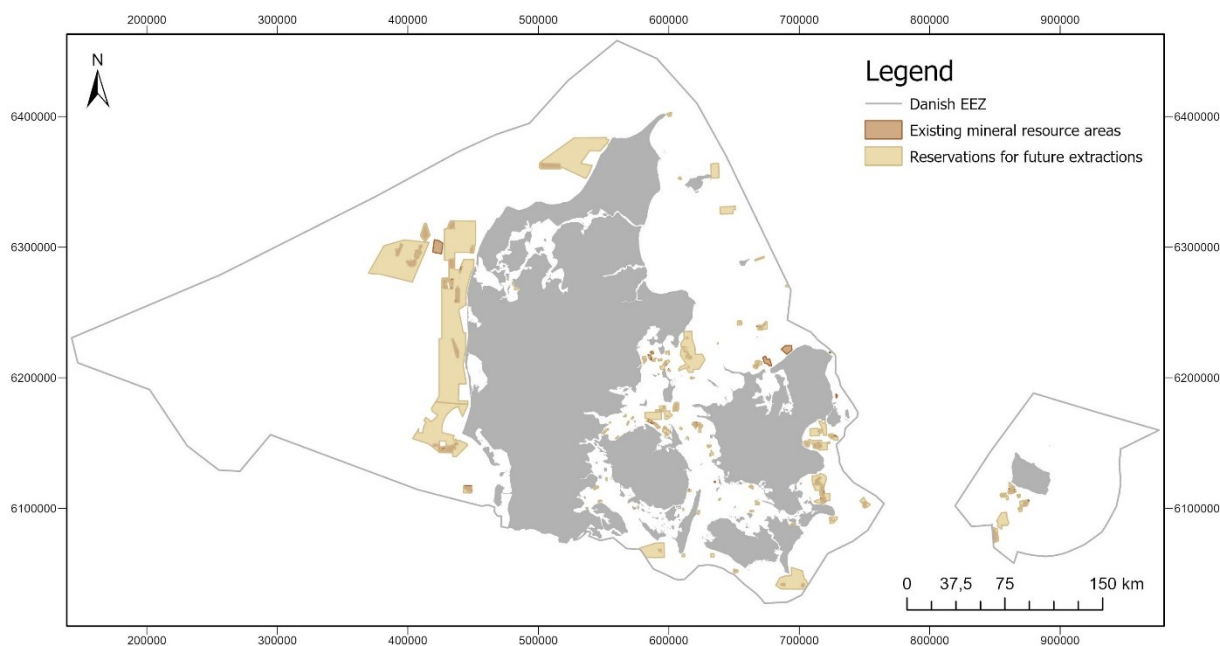 200000 300000 400000 500000 600000 700000 800000 900000
N
Legend
Danish EEZ
Existing mineral resource areas
Reservations for future extractions
6400000 6400000
6300000 6300000
6200000 6200000
6100000 6100000
0 37,5 75 150 km
200000 300000 400000 500000 600000 700000 800000 900000